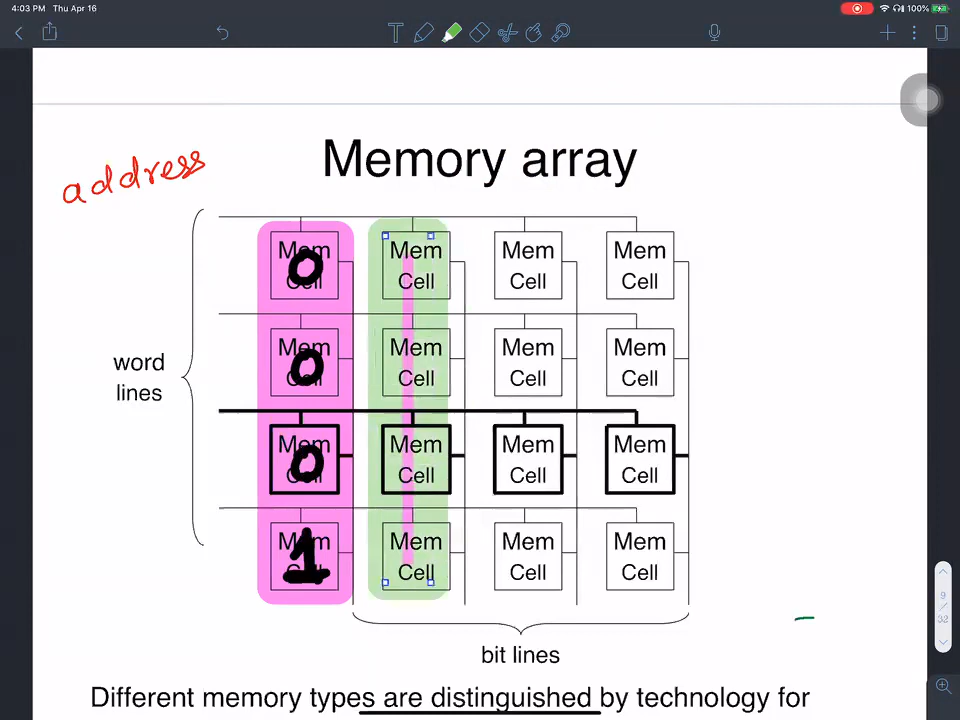 4:03 PM Thu Apr 16
100%
address
Memory array
Mem Mem Mem Mem
Cell Cell Cell Cell
0
Mem Mem Mem Mem
Cell Cell Cell Cell
0
word
lines
Mem Mem Mem Mem
Cell Cell Cell Cell
0
Mem Mem Mem Mem
Cell Cell Cell Cell
1
bit lines
9
/
32
Different memory types are distinguished by technology for